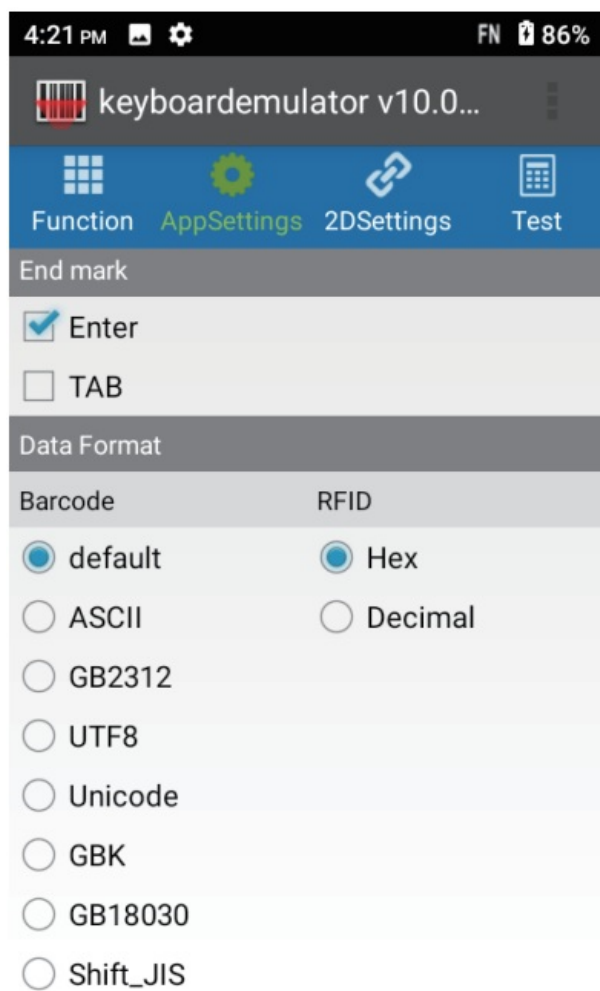 4:21 PM FN 86%
keyboardemulator v10.0...
Function AppSettings 2DSettings Test
End mark
Enter
TAB
Data Format
Barcode RFID
default Hex
ASCII Decimal
GB2312
UTF8
Unicode
GBK
GB18030
Shift_JIS